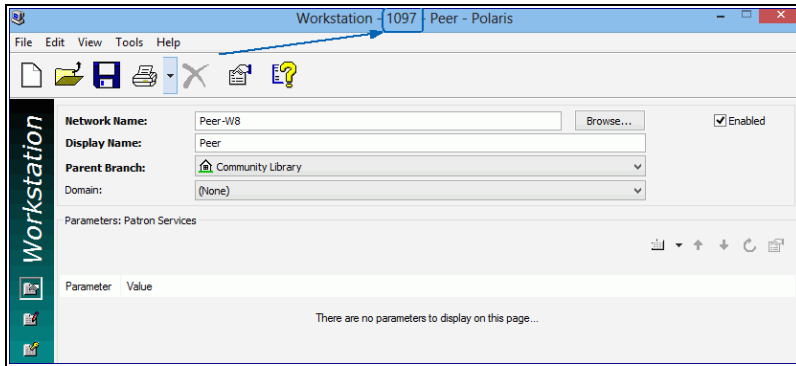 Workstation - 1097 - Peer - Polaris
File Edit View Tools Help
Workstation
Network Name: Peer-W8 Browse... Enabled
Display Name: Peer
Parent Branch: Community Library
Domain: (None)
Parameters: Patron Services
Parameter Value
There are no parameters to display on this page...